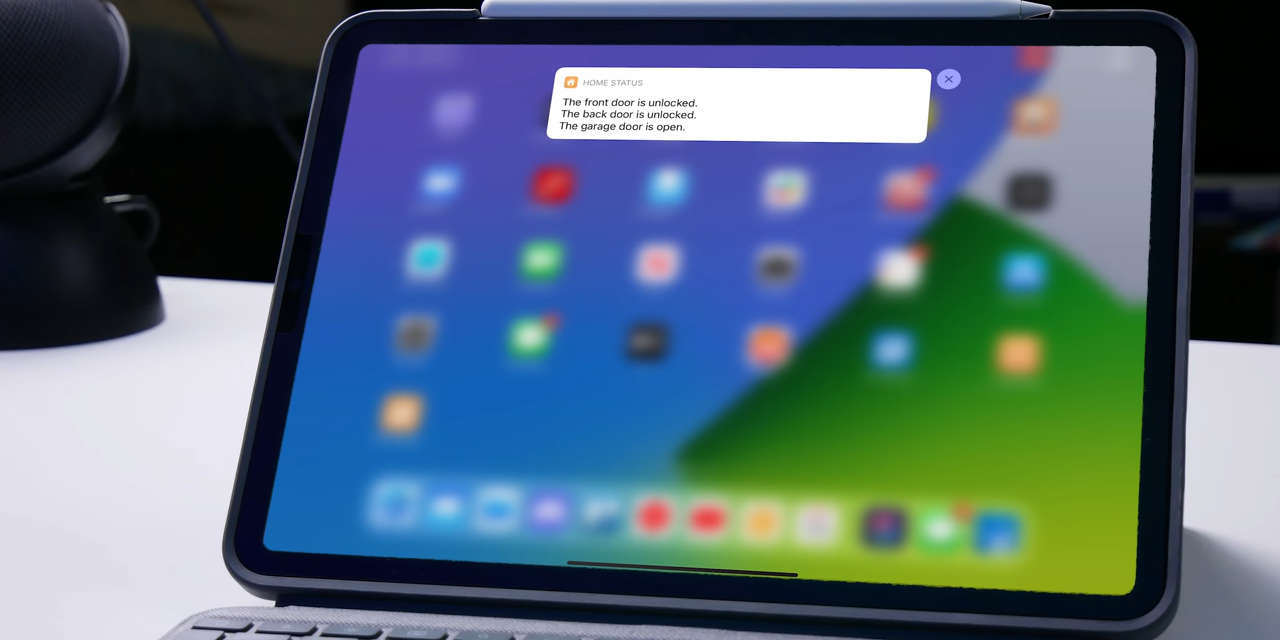 HOME STATUS
The front door is unlocked.
The back door is unlocked.
The garage door is open.